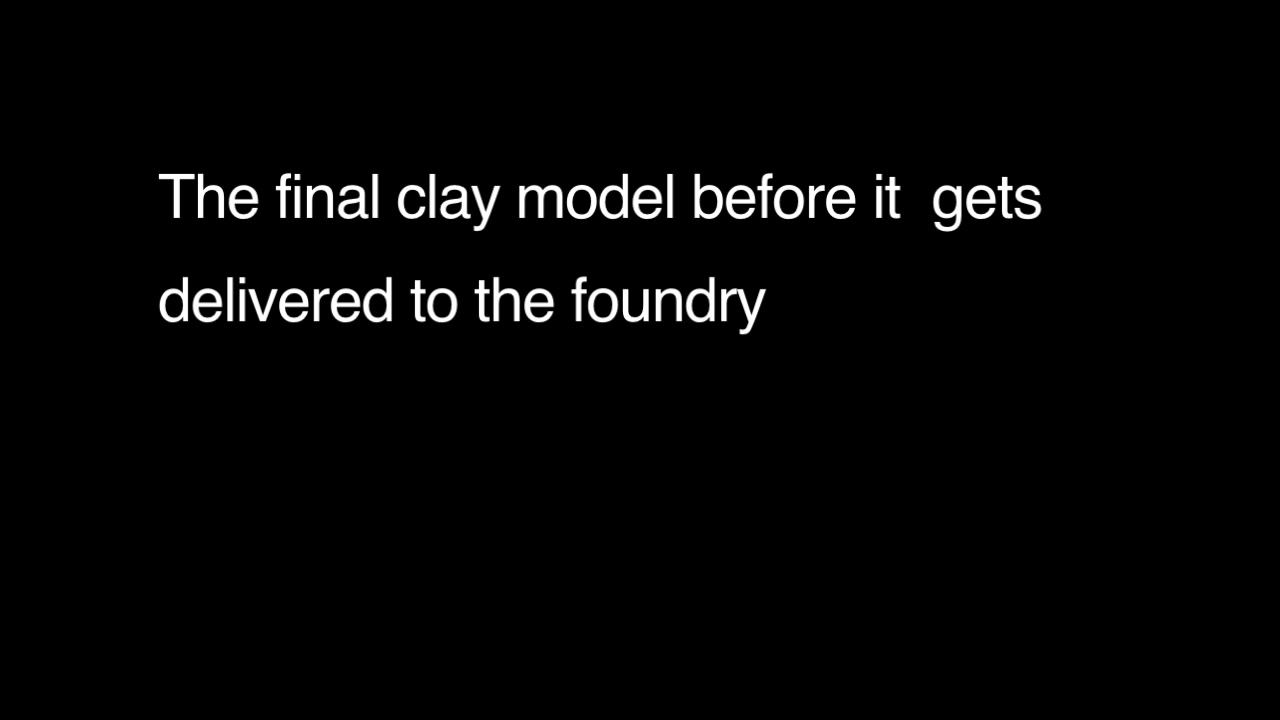 The final clay model before it  gets
delivered to the foundry